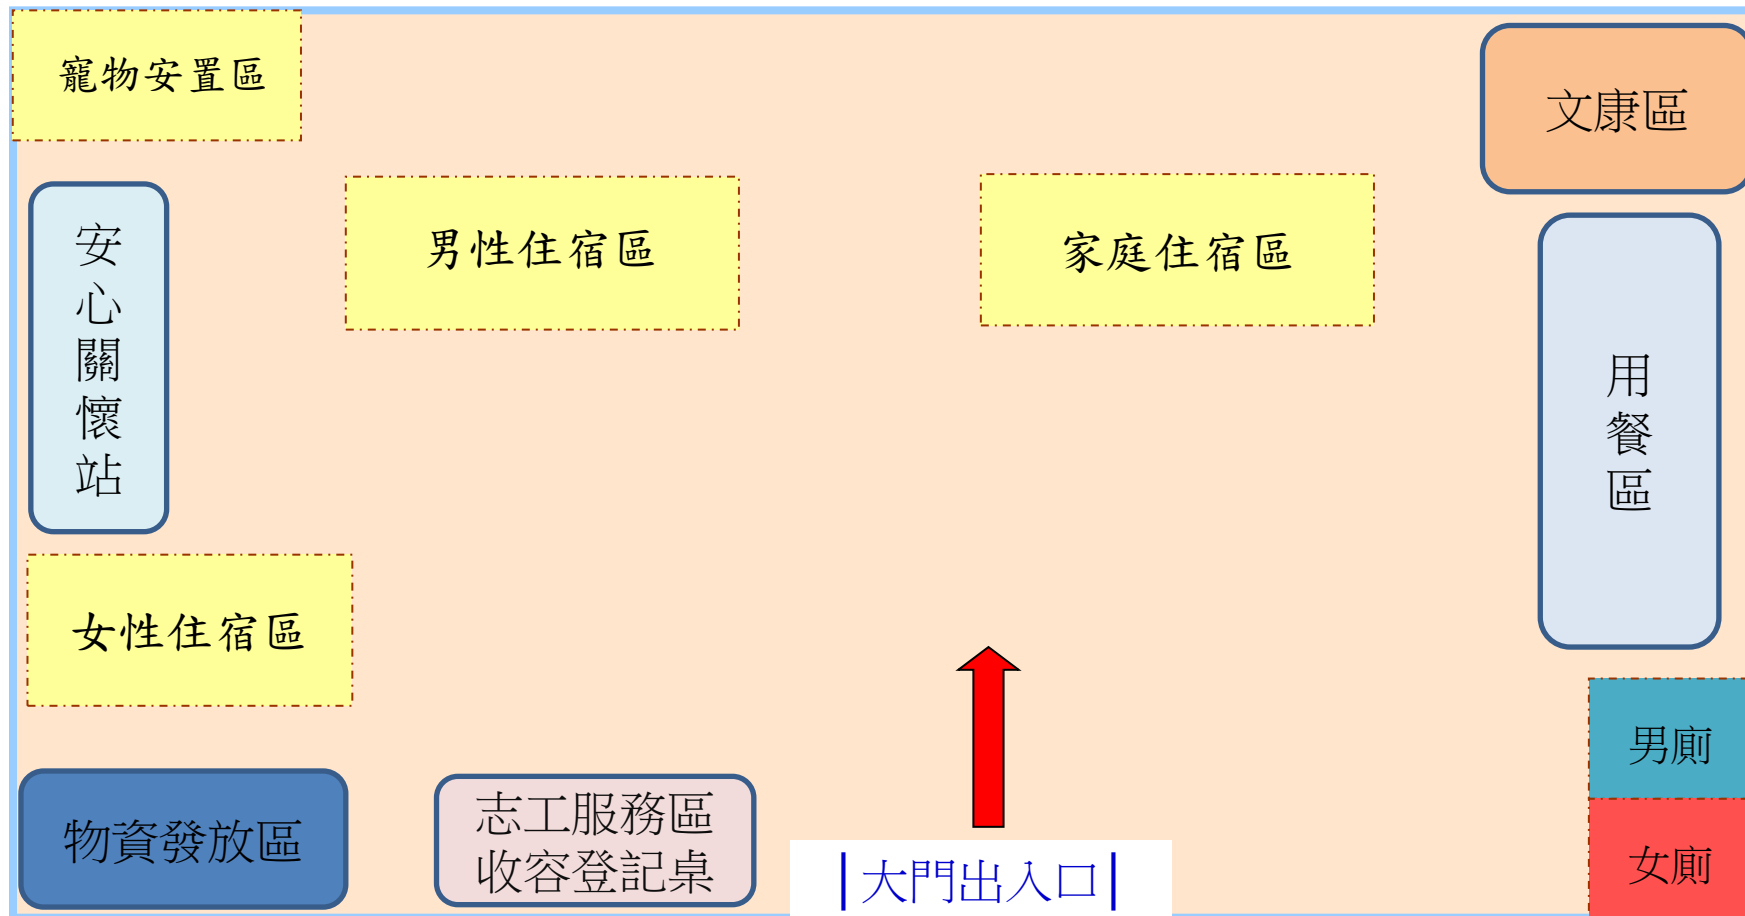 寵物安置區
文康區
男性住宿區
家庭住宿區
安心關懷站
用餐區
女性住宿區
男廁
物資發放區
志工服務區
收容登記桌
大門出入口
女廁